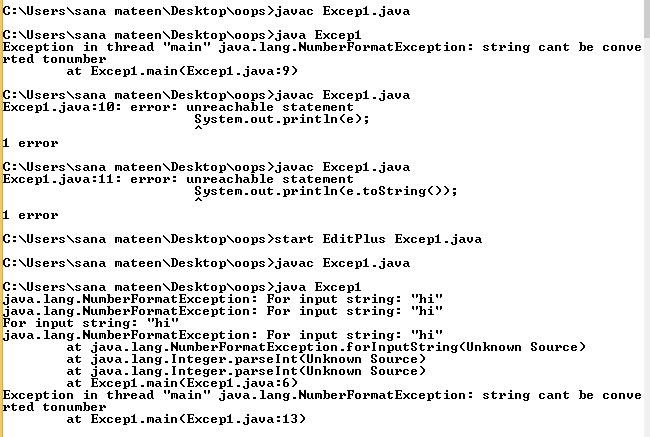 C:\Users\sana mateen\Desktop\oops>javac Excep1.java
C:\Users\sana mateen\Desktop\oops>java Excep1
Exception in thread "main" java.lang.NumberFormatException: string cant be conve
rted tonumber
at Excep1.main(Excep1.java:9)
C:\Users\sana mateen\Desktop\oops>javac Excep1.java
Excep1.java:10: error: unreachable statement
System.out.println(e);
^
1 error
C:\Users\sana mateen\Desktop\oops>javac Excep1.java
Excep1.java:11: error: unreachable statement
System.out.println(e.toString());
^
1 error
C:\Users\sana mateen\Desktop\oops>start EditPlus Excep1.java
C:\Users\sana mateen\Desktop\oops>javac Excep1.java
C:\Users\sana mateen\Desktop\oops>java Excep1
java.lang.NumberFormatException: For input string: "hi"
java.lang.NumberFormatException: For input string: "hi"
For input string: "hi"
java.lang.NumberFormatException: For input string: "hi"
at java.lang.NumberFormatException.forInputString(Unknown Source)
at java.lang.Integer.parseInt(Unknown Source)
at java.lang.Integer.parseInt(Unknown Source)
at Excep1.main(Excep1.java:6)
Exception in thread "main" java.lang.NumberFormatException: string cant be conve
rted tonumber
at Excep1.main(Excep1.java:13)